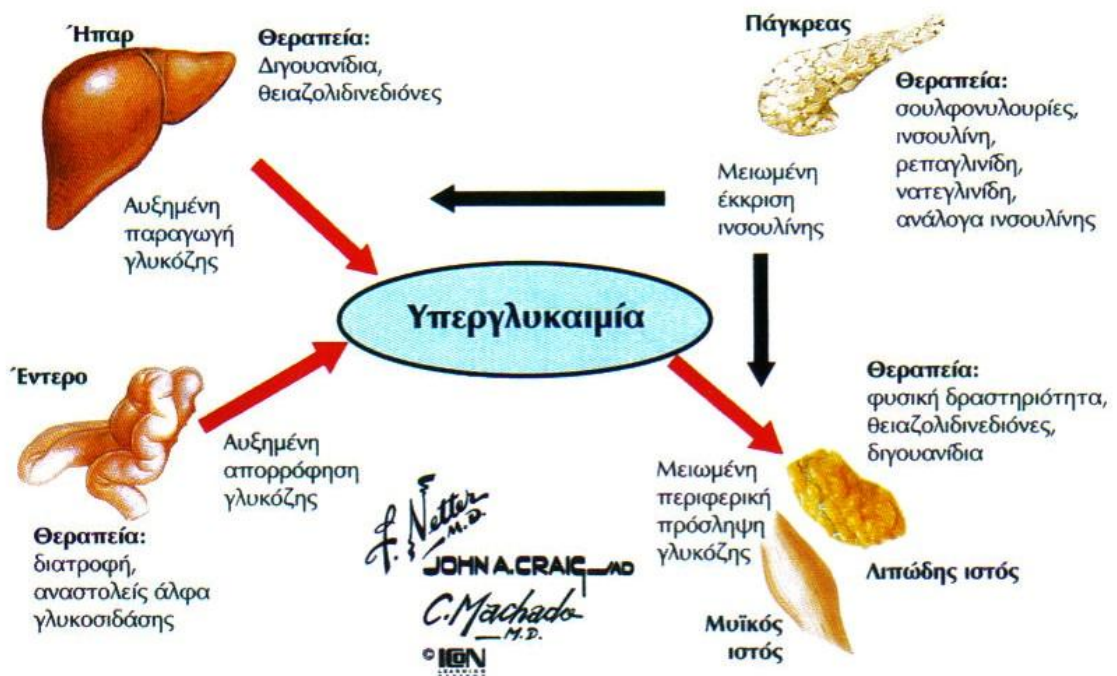 Ήπαρ
Θεραπεία:
Διγουανίδια,
θειαζολιδινεδιόνες
Αυξημένη
παραγωγή
γλυκόζης
Πάγκρεας
Θεραπεία:
σουλφονυλουρίες,
ινσουλίνη,
ρεπαγλινίδη,
νατεγλινίδη,
ανάλογα ινσουλίνης
Μειωμένη
έκκριση
ινσουλίνης
Υπεργλυκαιμία
Έντερο
Αυξημένη
απορρόφηση
γλυκόζης
Θεραπεία:
διατροφή,
αναστολείς άλφα
γλυκοσιδάσης
Θεραπεία:
φυσική δραστηριότητα,
θειαζολιδινεδιόνες,
διγουανίδια
Μειωμένη
περιφερική
πρόσληψη
γλυκόζης
Λιπώδης ιστός
Μυϊκός
ιστός
F. Netter
M.D.
JOHN A. CRAIG MD
C. Machado
M.D.
© ICON
LEARNING